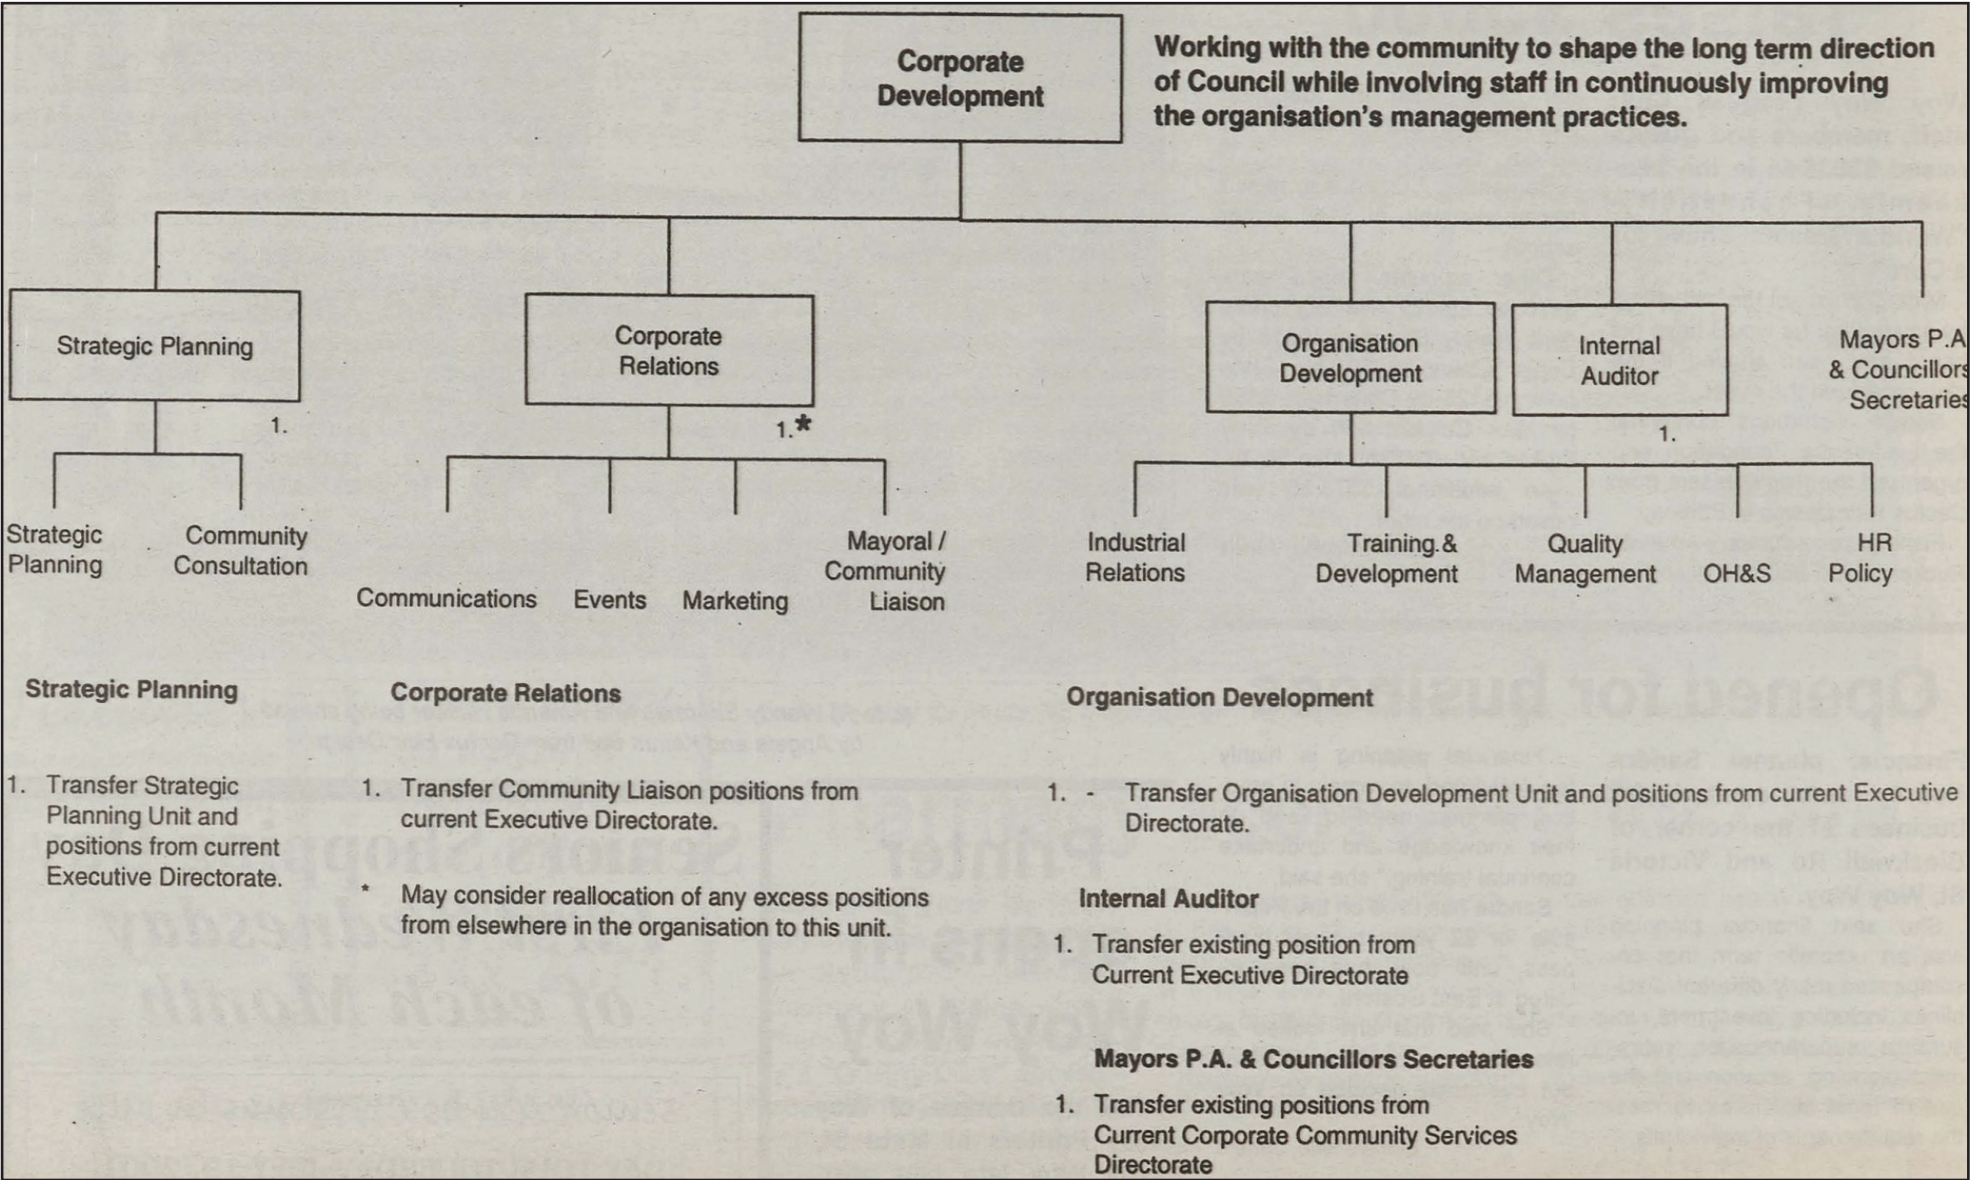 Corporate
Development
Working with the community to shape the long term direction
of Council while involving staff in continuously improving
the organisation's management practices.
Strategic Planning
1.
Corporate
Relations
1.*
Organisation
Development
Internal
Auditor
1.
Mayors P.A
& Councillors
Secretaries
Strategic
Planning
Community
Consultation
Communications
Events
Marketing
Mayoral /
Community
Liaison
Industrial
Relations
Training &
Development
Quality
Management
OH&S
HR
Policy
Strategic Planning
1. Transfer Strategic
Planning Unit and
positions from current
Executive Directorate.
Corporate Relations
1. Transfer Community Liaison positions from
current Executive Directorate.
* May consider reallocation of any excess positions
from elsewhere in the organisation to this unit.
Organisation Development
1. - Transfer Organisation Development Unit and positions from current Executive
Directorate.
Internal Auditor
1. Transfer existing position from
Current Executive Directorate
Mayors P.A. & Councillors Secretaries
1. Transfer existing positions from
Current Corporate Community Services
Directorate